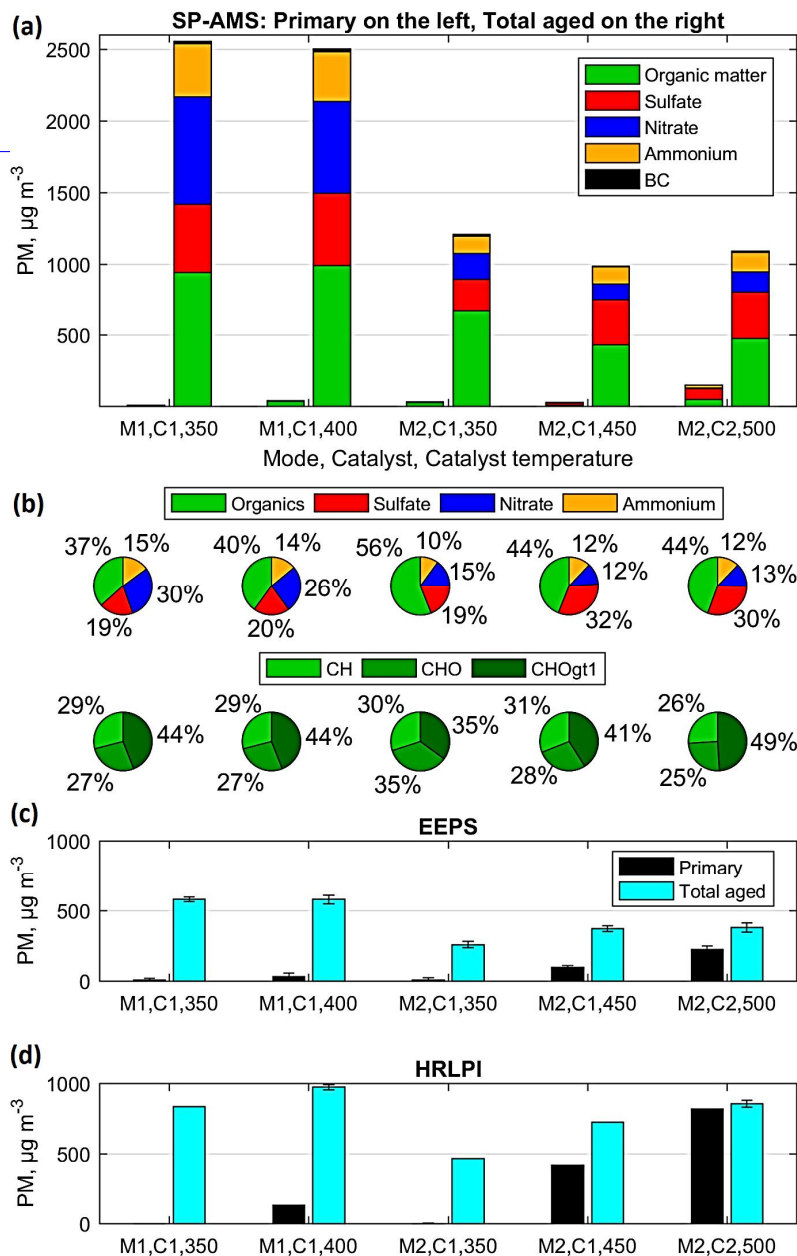 (a)
SP-AMS: Primary on the left, Total aged on the right
2500
2000
1500
1000
500
PM, µg m-3
Organic matter
Sulfate
Nitrate
Ammonium
BC
M1,C1,350 M1,C1,400 M2,C1,350 M2,C1,450 M2,C2,500
Mode, Catalyst, Catalyst temperature
(b)
Organics Sulfate Nitrate Ammonium
37% 15% 40% 14% 56% 10% 44% 12% 44% 12%
30% 26% 15% 12% 13%
19% 20% 19% 32% 30%
CH CHO CHOgt1
29% 29% 30% 31% 26%
44% 44% 35% 41% 49%
27% 27% 35% 28% 25%
(c)
EEPS
1000
500
0
PM, µg m-3
Primary
Total aged
M1,C1,350 M1,C1,400 M2,C1,350 M2,C1,450 M2,C2,500
(d)
HRLPI
1000
500
0
PM, µg m-3
M1,C1,350 M1,C1,400 M2,C1,350 M2,C1,450 M2,C2,500